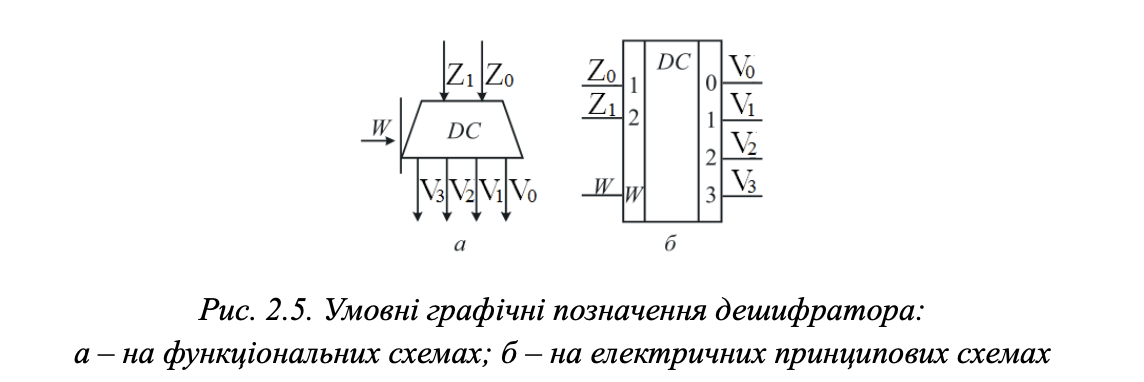 Z1 Z0
W
DC
V3 V2 V1 V0
а
Z0 1 DC 0 V0
Z1 2 1 V1
2 V2
W W 3 V3
б
Рис. 2.5. Умовні графічні позначення дешифратора:
а – на функціональних схемах; б – на електричних принципових схемах